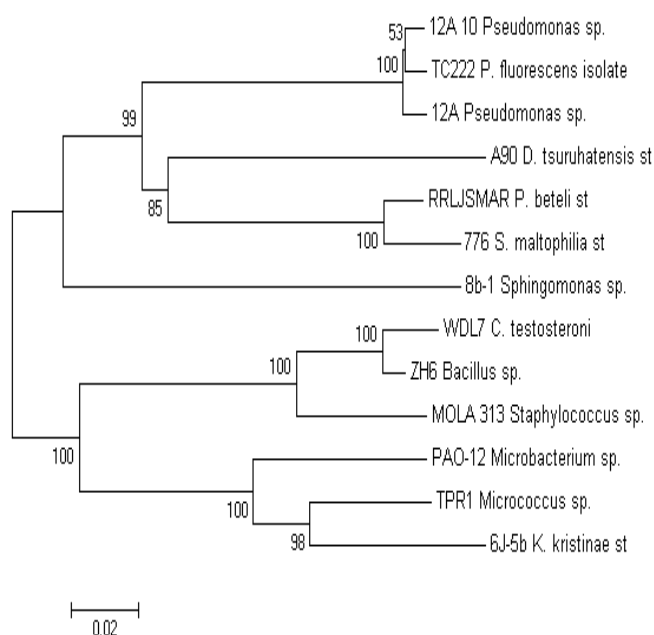 53
12A 10 Pseudomonas sp.
100
TC222 P. fluorescens isolate
12A Pseudomonas sp.
99
A90 D. tsuruhatensis st
85
RRLJSMAR P. beteli st
100
776 S. maltophilia st
8b-1 Sphingomonas sp.
WDL7 C. testosteroni
100
ZH6 Bacillus sp.
100
MOLA 313 Staphylococcus sp.
100
PAO-12 Microbacterium sp.
100
TPR1 Micrococcus sp.
98
6J-5b K. kristinae st
0.02